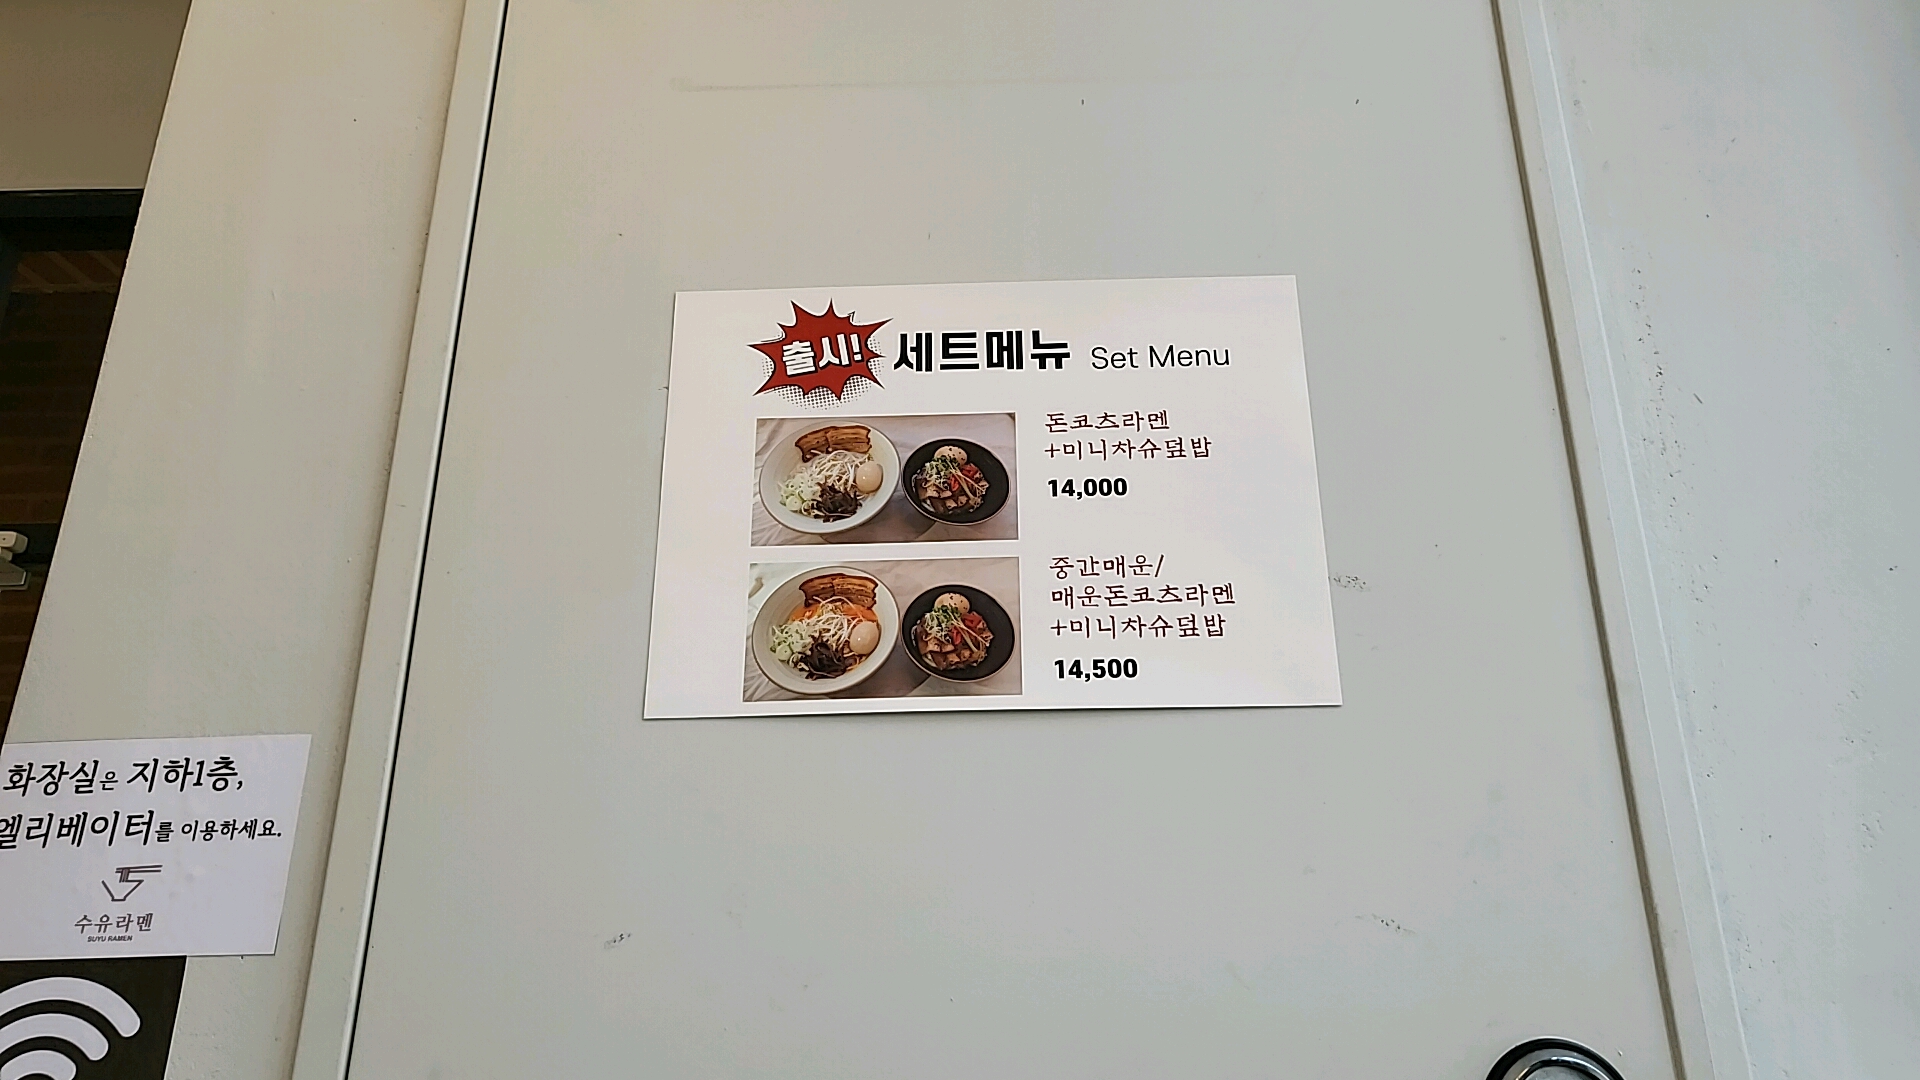 출시! 세트메뉴 Set Menu
돈코츠라멘
+미니차슈덮밥
14,000
중간매운/
매운돈코츠라멘
+미니차슈덮밥
14,500
화장실은 지하1층,
엘리베이터를 이용하세요.
수유라멘
SUYU RAMEN